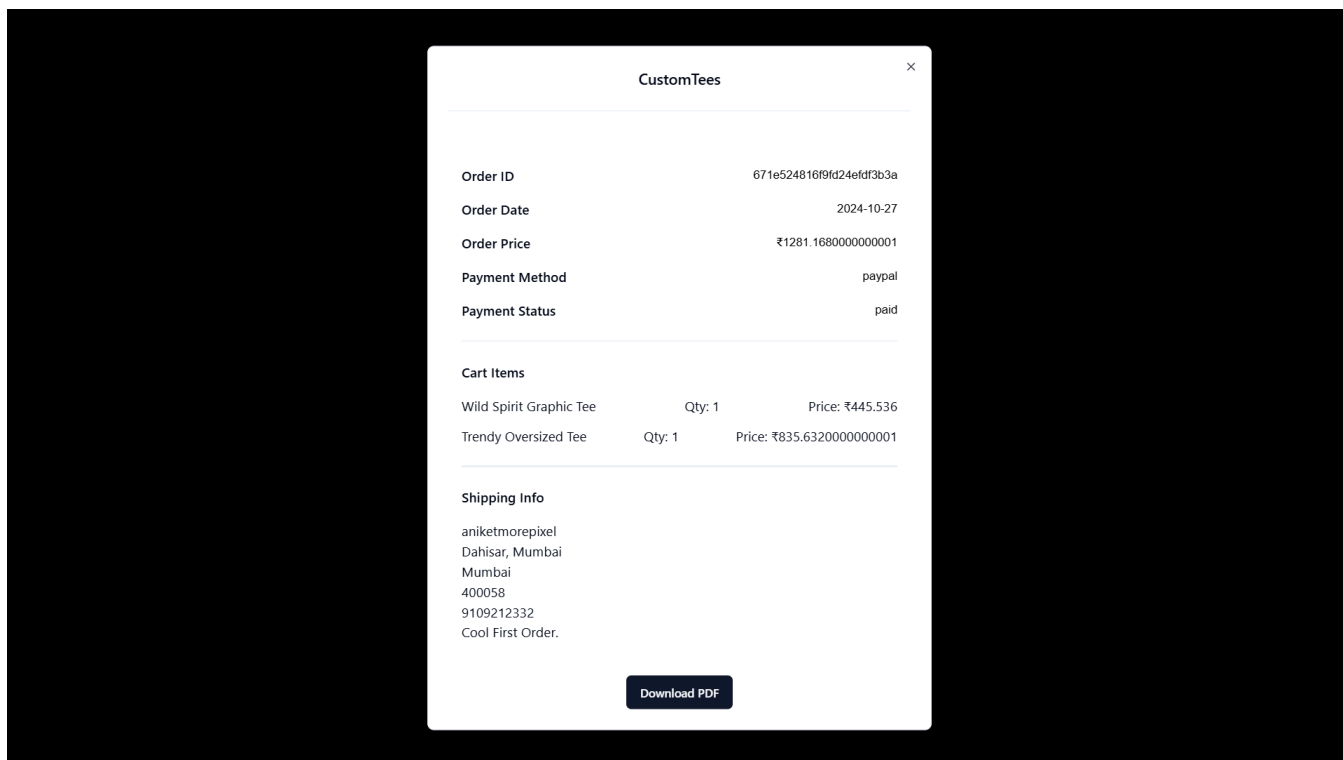 CustomTees
×
Order ID 671e524816f9fd24efdf3b3a
Order Date 2024-10-27
Order Price ₹1281.1680000000001
Payment Method paypal
Payment Status paid
Cart Items
Wild Spirit Graphic Tee Qty: 1 Price: ₹445.536
Trendy Oversized Tee Qty: 1 Price: ₹835.6320000000001
Shipping Info
aniketmorepixel
Dahisar, Mumbai
Mumbai
400058
9109212332
Cool First Order.
Download PDF